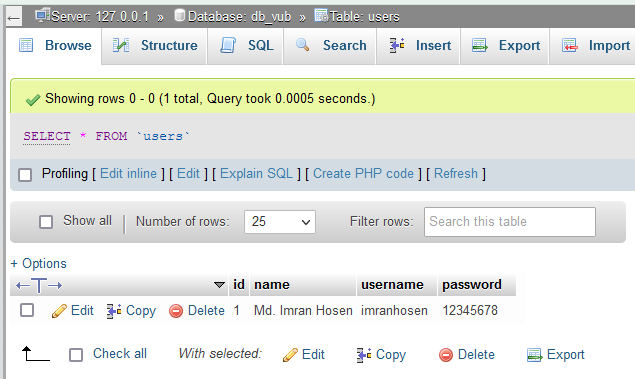 Server: 127.0.0.1 » Database: db_vub » Table: users
Browse Structure SQL Search Insert Export Import
Showing rows 0 - 0 (1 total, Query took 0.0005 seconds.)
SELECT * FROM `users`
Profiling [ Edit inline ] [ Edit ] [ Explain SQL ] [ Create PHP code ] [ Refresh ]
Show all Number of rows: 25 Filter rows: Search this table
+ Options
id name username password
Edit Copy Delete 1 Md. Imran Hosen imranhosen 12345678
Check all With selected: Edit Copy Delete Export